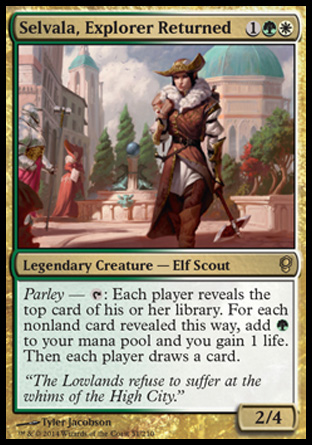 Selvala, Explorer Returned 1
Legendary Creature — Elf Scout
Parley — : Each player reveals the
top card of his or her library. For each
nonland card revealed this way, add
to your mana pool and you gain 1 life.
Then each player draws a card.
“The Lowlands refuse to suffer at the
whims of the High City.”
Tyler Jacobson
™ & © 2014 Wizards of the Coast 51/210
2/4